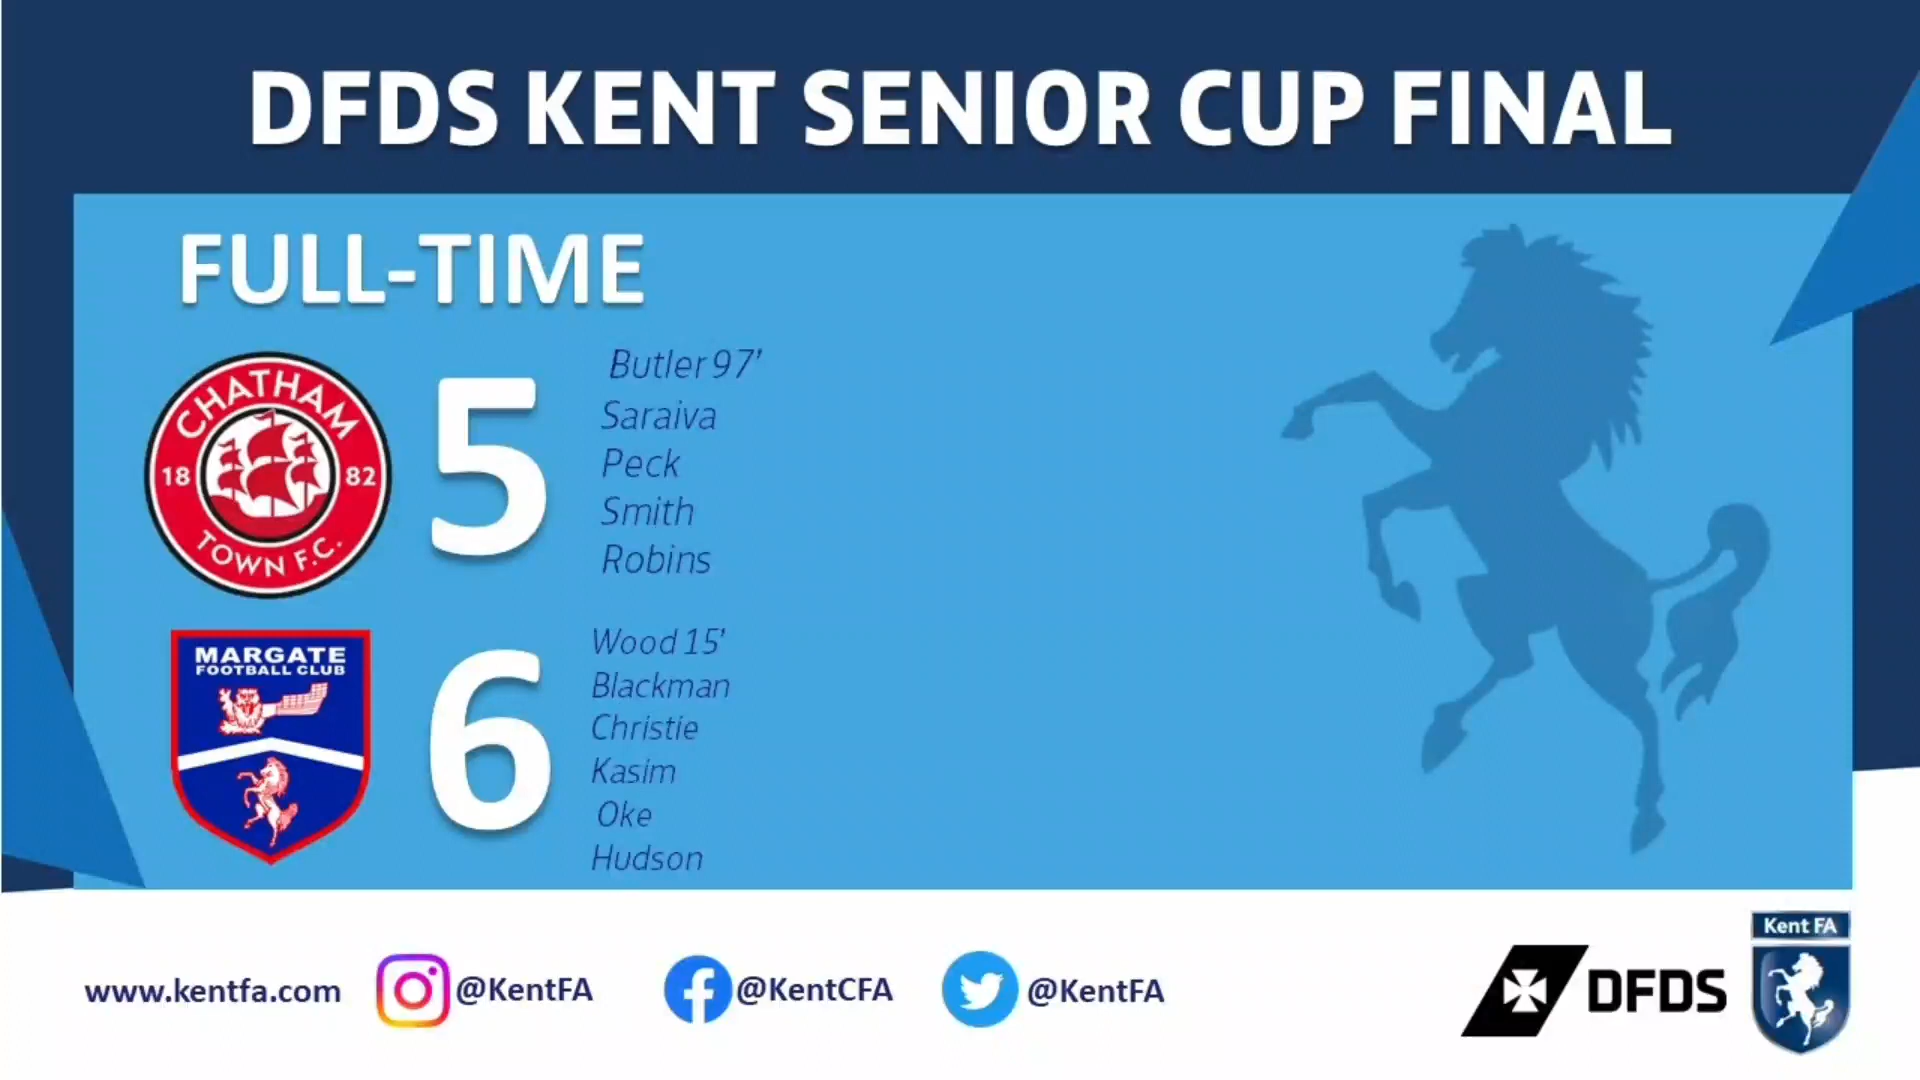 DFDS KENT SENIOR CUP FINAL
FULL-TIME
CHATHAM
18 82
TOWN F.C.
5
Butler 97'
Saraiva
Peck
Smith
Robins
MARGATE
FOOTBALL CLUB
6
Wood 15'
Blackman
Christie
Kasim
Oke
Hudson
www.kentfa.com @KentFA @KentCFA @KentFA
DFDS
Kent FA